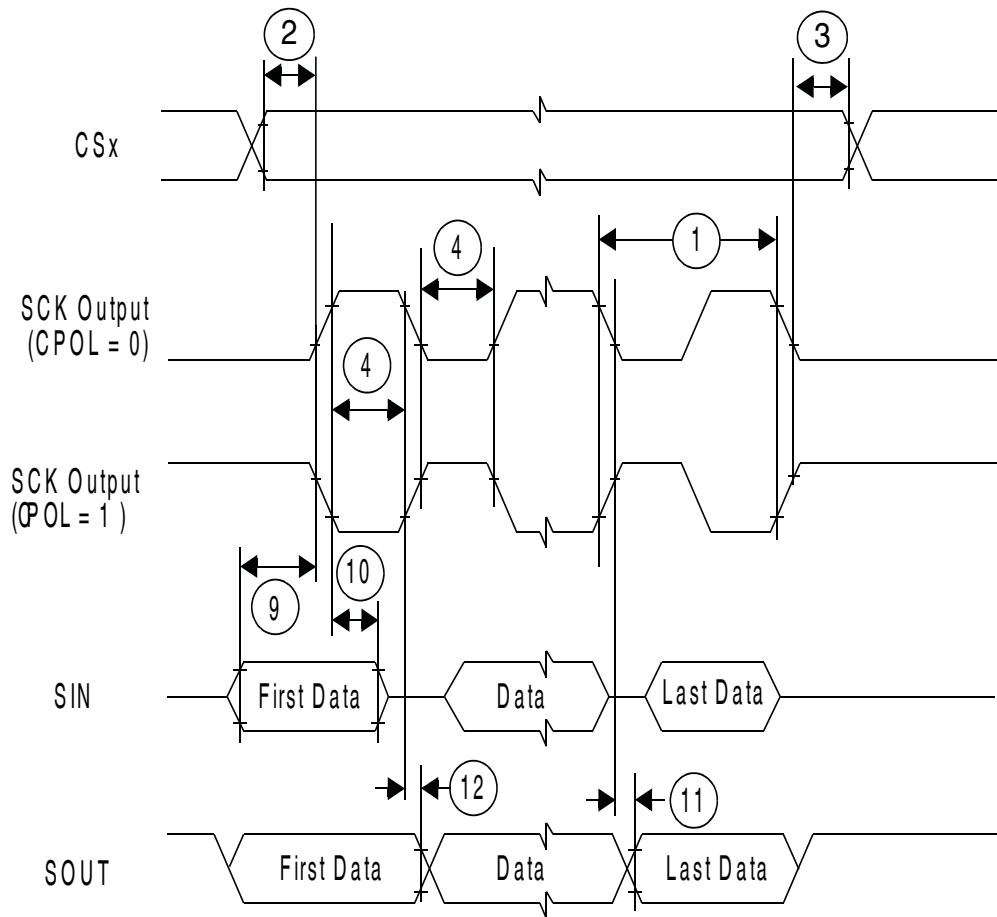 2
3
CSx
1
4
SCK Output
(CPOL = 0)
4
SCK Output
(CPOL = 1)
10
9
SIN
First Data
Data
Last Data
12
11
SOUT
First Data
Data
Last Data